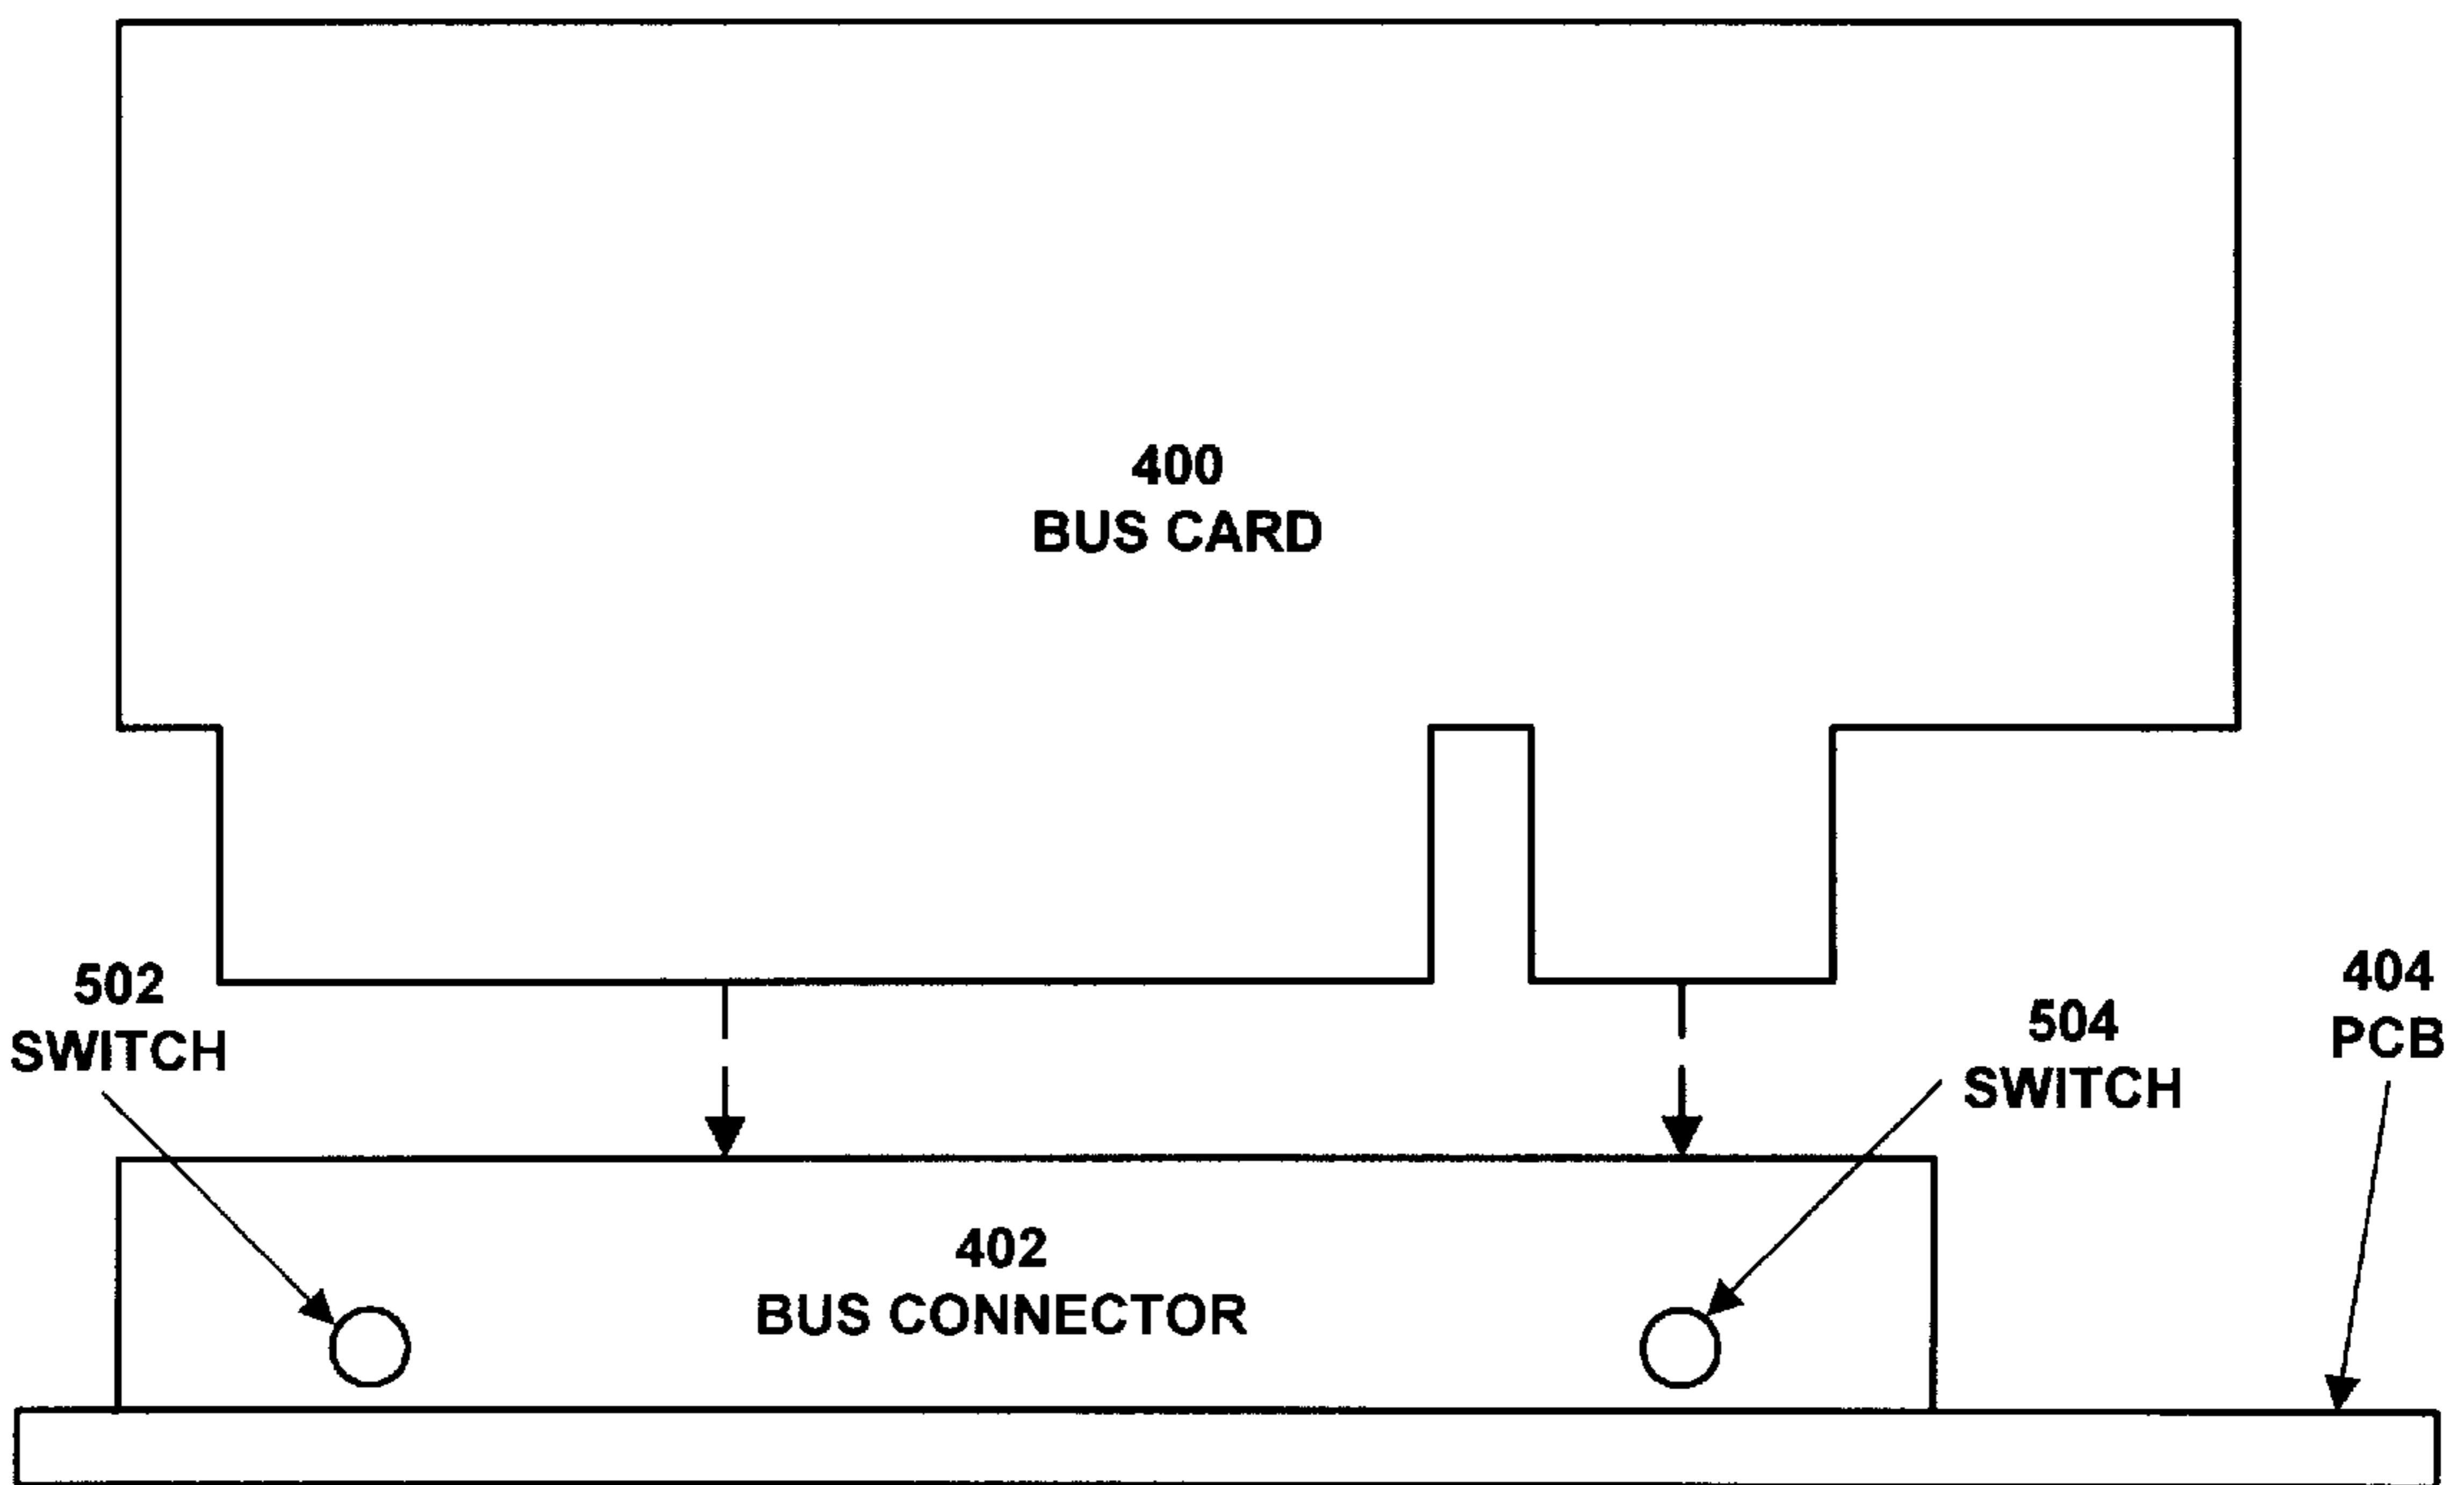 400
BUS CARD
502
SWITCH
504
SWITCH
404
PCB
402
BUS CONNECTOR